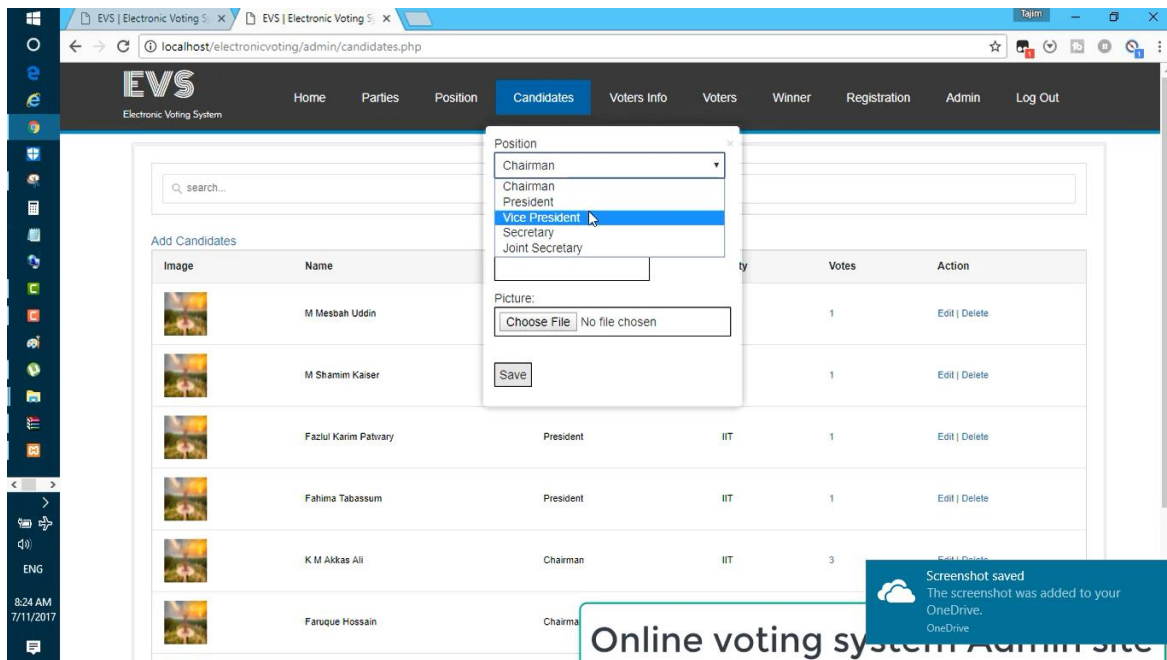 EVS | Electronic Voting S
EVS | Electronic Voting S
Tajim
localhost/electronicvoting/admin/candidates.php
EVS
Electronic Voting System
Home Parties Position Candidates Voters Info Voters Winner Registration Admin Log Out
Position
Chairman
Chairman
President
Vice President
Secretary
Joint Secretary
search...
Add Candidates
Image Name ty Votes Action
Picture:
Choose File No file chosen
Save
M Mesbah Uddin 1 Edit | Delete
M Shamim Kaiser 1 Edit | Delete
Fazlul Karim Patwary President IIT 1 Edit | Delete
Fahima Tabassum President IIT 1 Edit | Delete
K M Akkas Ali Chairman IIT 3 Edit | Delete
Faruque Hossain Chairma
ENG
8:24 AM
7/11/2017
Screenshot saved
The screenshot was added to your
OneDrive.
OneDrive
Online voting system Admin site